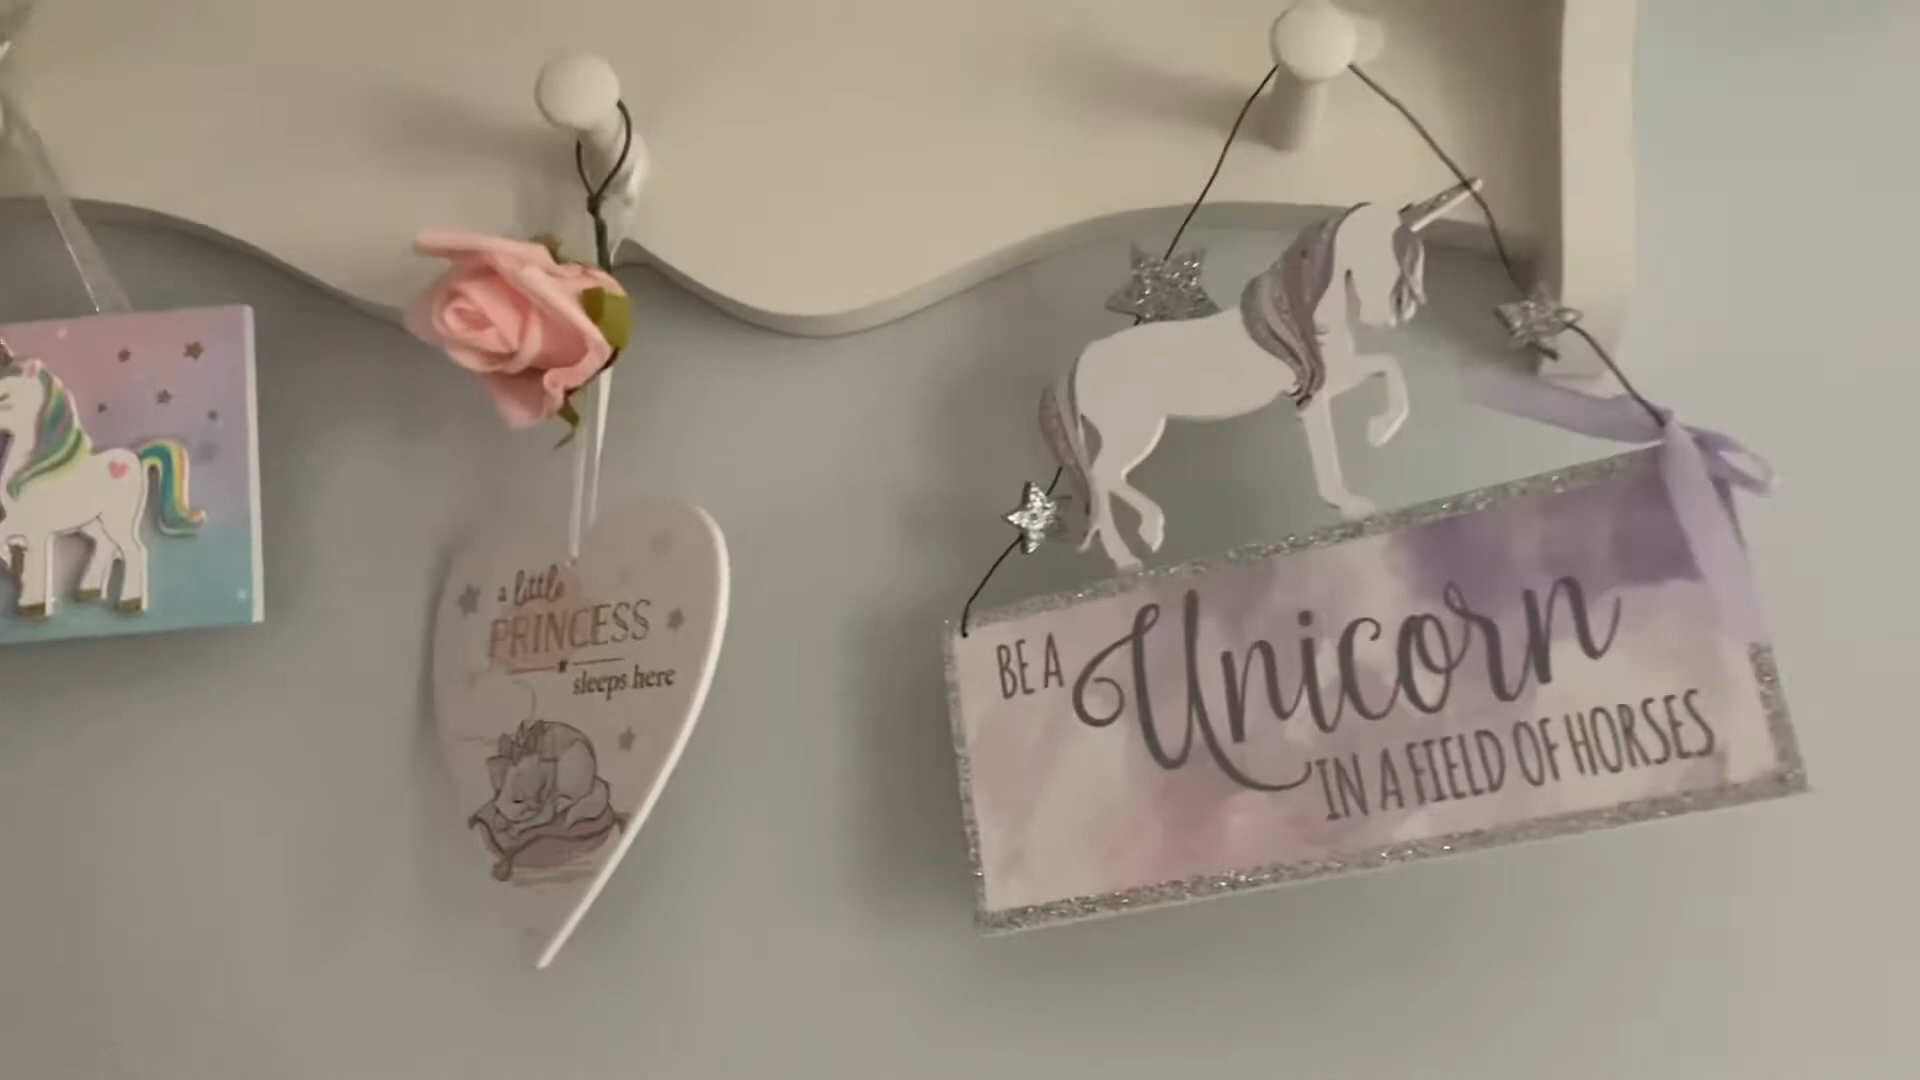 a little
PRINCESS
sleeps here
BE A Unicorn
IN A FIELD OF HORSES